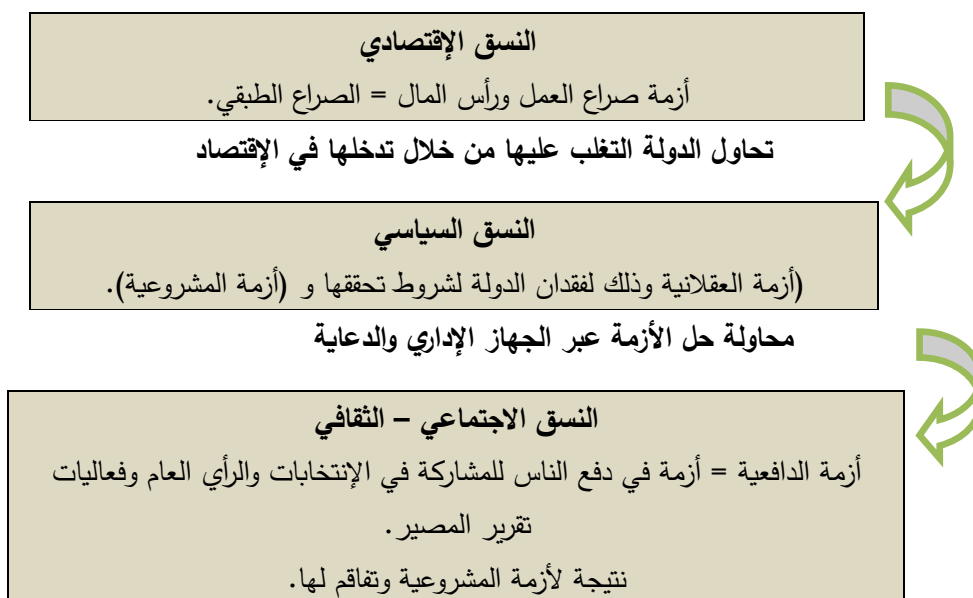 النسق الإقتصادي
أزمة صراع العمل ورأس المال = الصراع الطبقي.
تحاول الدولة التغلب عليها من خلال تدخلها في الإقتصاد
النسق السياسي
(أزمة العقلانية وذلك لفقدان الدولة لشروط تحققها و (أزمة المشروعية).
محاولة حل الأزمة عبر الجهاز الإداري والدعاية
النسق الاجتماعي – الثقافي
أزمة الدافعية = أزمة في دفع الناس للمشاركة في الإنتخابات والرأي العام وفعاليات
تقرير المصير.
نتيجة لأزمة المشروعية وتفاقم لها.